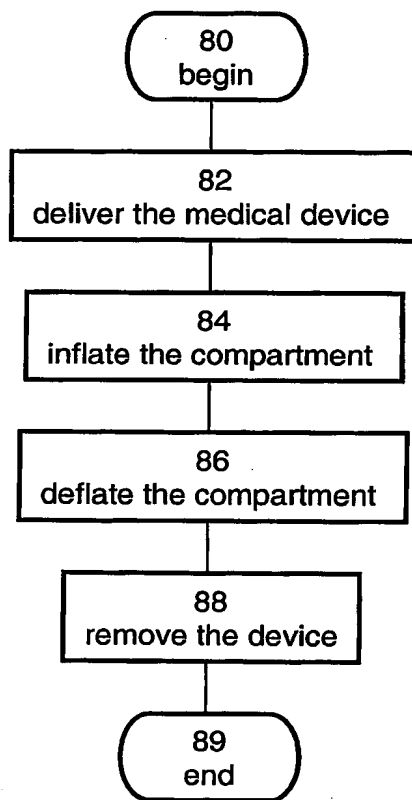 80
begin
82
deliver the medical device
84
inflate the compartment
86
deflate the compartment
88
remove the device
89
end